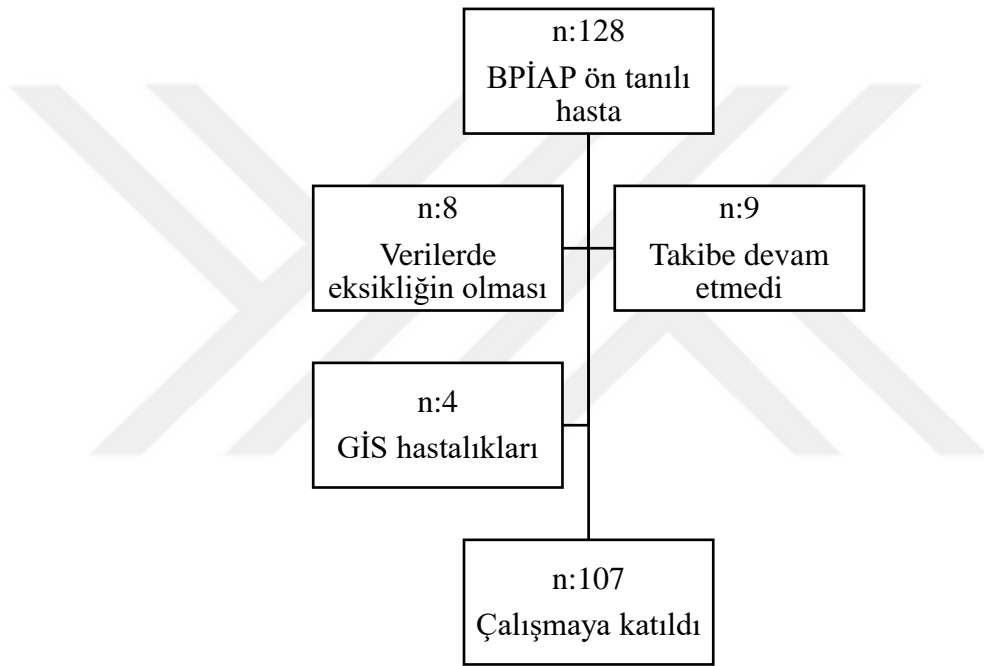 n:128
BPİAP ön tanılı
hasta
n:8
Verilerde
eksikliğin olması
n:9
Takibe devam
etmedi
n:4
GİS hastalıkları
n:107
Çalışmaya katıldı